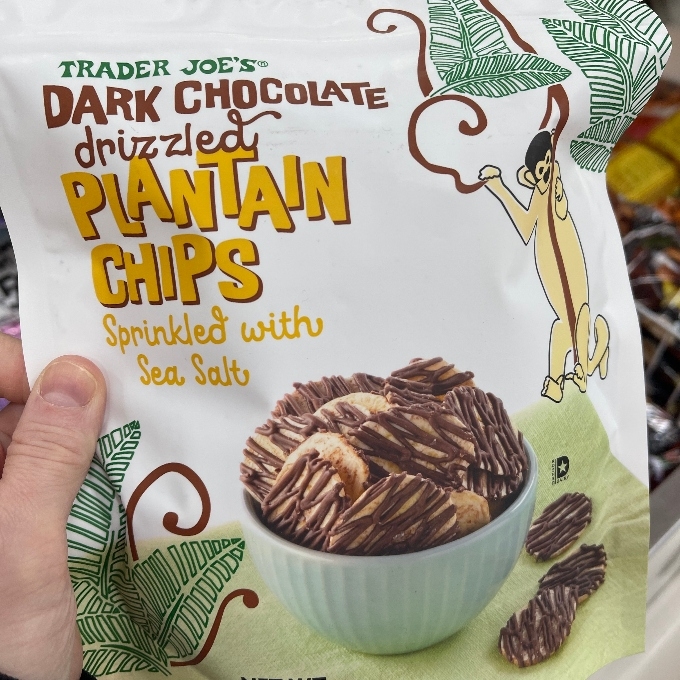 TRADER JOE'S®
DARK CHOCOLATE
drizzled
PLANTAIN
CHIPS
Sprinkled with
Sea Salt
D